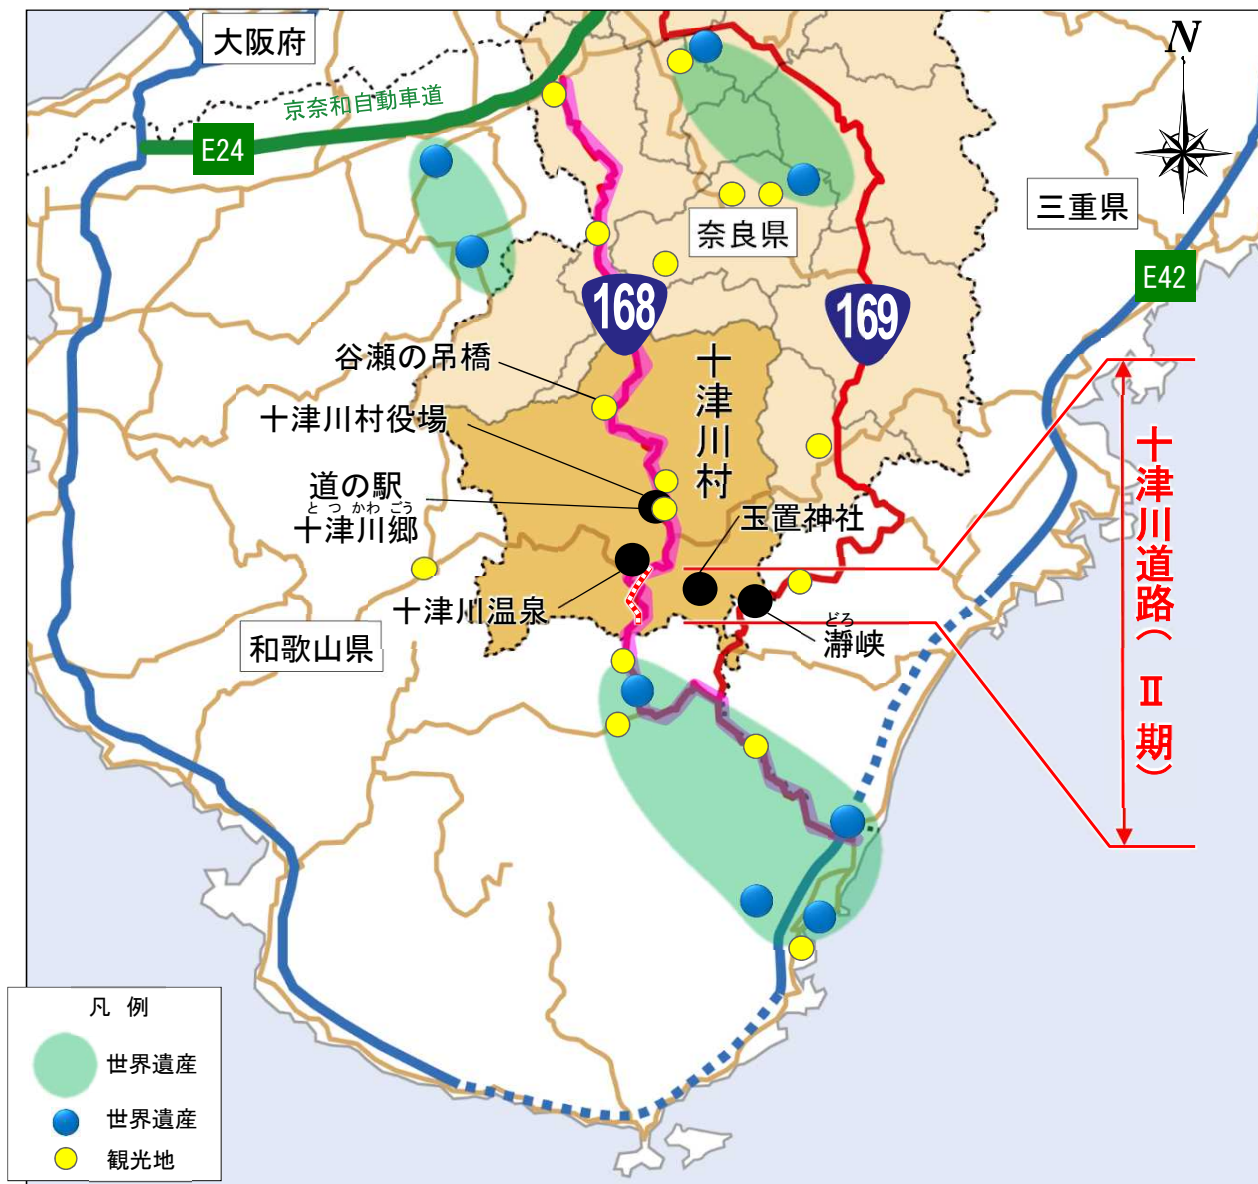 大阪府
N
京奈和自動車道
E24
三重県
奈良県
E42
168
169
谷瀬の吊橋
十津川村
十津川村役場
道の駅
とつかわごう
十津川郷
玉置神社
十津川道路(Ⅱ期)
十津川温泉
どろ
瀞峡
和歌山県
凡 例
世界遺産
世界遺産
観光地